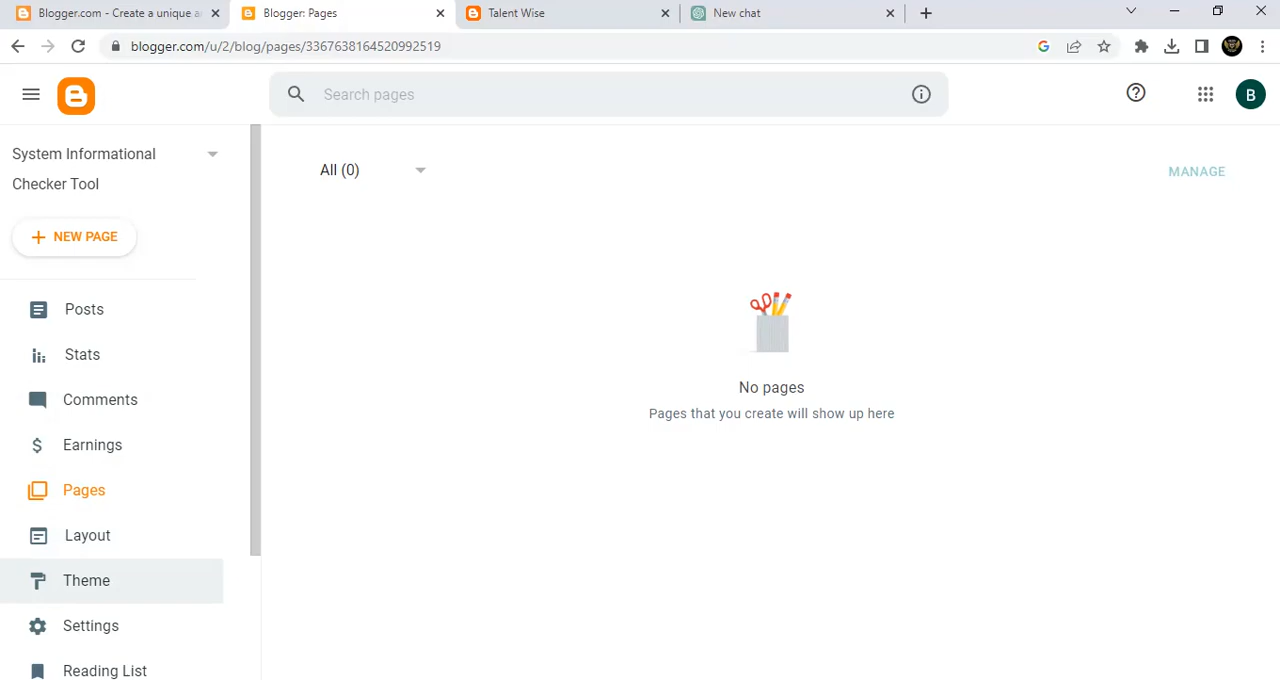 Blogger.com - Create a unique a
Blogger: Pages
Talent Wise
New chat
blogger.com/u/2/blog/pages/3367638164520992519
Search pages
B
System Informational
Checker Tool
All (0)
MANAGE
NEW PAGE
Posts
Stats
Comments
Earnings
Pages
Layout
Theme
Settings
Reading List
No pages
Pages that you create will show up here